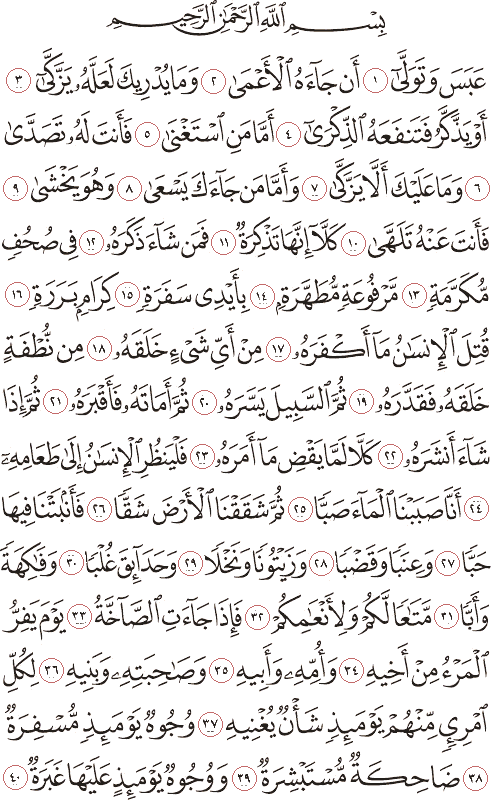 بِسْمِ ٱللَّهِ ٱلرَّحْمَٰنِ ٱلرَّحِيمِ
عَبَسَ وَتَوَلَّىٰٓ ١ أَن جَآءَهُ ٱلْأَعْمَىٰ ٢ وَمَا يُدْرِيكَ لَعَلَّهُۥ يَزَّكَّىٰٓ ٣
أَوْ يَذَّكَّرُ فَتَنفَعَهُ ٱلذِّكْرَىٰٓ ٤ أَمَّا مَنِ ٱسْتَغْنَىٰ ٥ فَأَنتَ لَهُۥ تَصَدَّىٰ
٦ وَمَا عَلَيْكَ أَلَّا يَزَّكَّىٰ ٧ وَأَمَّا مَن جَآءَكَ يَسْعَىٰ ٨ وَهُوَ يَخْشَىٰ ٩
فَأَنتَ عَنْهُ تَلَهَّىٰ ١٠ كَلَّآ إِنَّهَا تَذْكِرَةٌ ١١ فَمَن شَآءَ ذَكَرَهُۥ ١٢ فِى صُحُفٍ
مُّكَرَّمَةٍ ١٣ مَّرْفُوعَةٍ مُّطَهَّرَةٍۭ ١٤ بِأَيْدِى سَفَرَةٍ ١٥ كِرَامٍۭ بَرَرَةٍ ١٦
قُتِلَ ٱلْإِنسَٰنُ مَآ أَكْفَرَهُۥ ١٧ مِنْ أَىِّ شَىْءٍ خَلَقَهُۥ ١٨ مِن نُّطْفَةٍ
خَلَقَهُۥ فَقَدَّرَهُۥ ١٩ ثُمَّ ٱلسَّبِيلَ يَسَّرَهُۥ ٢٠ ثُمَّ أَمَاتَهُۥ فَأَقْبَرَهُۥ ٢١ ثُمَّ إِذَا
شَآءَ أَنشَرَهُۥ ٢٢ كَلَّا لَمَّا يَقْضِ مَآ أَمَرَهُۥ ٢٣ فَلْيَنظُرِ ٱلْإِنسَٰنُ إِلَىٰ طَعَامِهِۦٓ
٢٤ أَنَّا صَبَبْنَا ٱلْمَآءَ صَبًّا ٢٥ ثُمَّ شَقَقْنَا ٱلْأَرْضَ شَقًّا ٢٦ فَأَنۢبَتْنَا فِيهَا
حَبًّا ٢٧ وَعِنَبًا وَقَضْبًا ٢٨ وَزَيْتُونًا وَنَخْلًا ٢٩ وَحَدَآئِقَ غُلْبًا ٣٠ وَفَٰكِهَةً
وَأَبًّا ٣١ مَّتَٰعًا لَّكُمْ وَلِأَنْعَٰمِكُمْ ٣٢ فَإِذَا جَآءَتِ ٱلصَّآخَّةُ ٣٣ يَوْمَ يَفِرُّ
ٱلْمَرْءُ مِنْ أَخِيهِ ٣٤ وَأُمِّهِۦ وَأَبِيهِ ٣٥ وَصَٰحِبَتِهِۦ وَبَنِيهِ ٣٦ لِكُلِّ
ٱمْرِئٍ مِّنْهُمْ يَوْمَئِذٍ شَأْنٌ يُغْنِيهِ ٣٧ وُجُوهٌ يَوْمَئِذٍ مُّسْفِرَةٌ
٣٨ ضَاحِكَةٌ مُّسْتَبْشِرَةٌ ٣٩ وَوُجُوهٌ يَوْمَئِذٍ عَلَيْهَا غَبَرَةٌ ٤٠